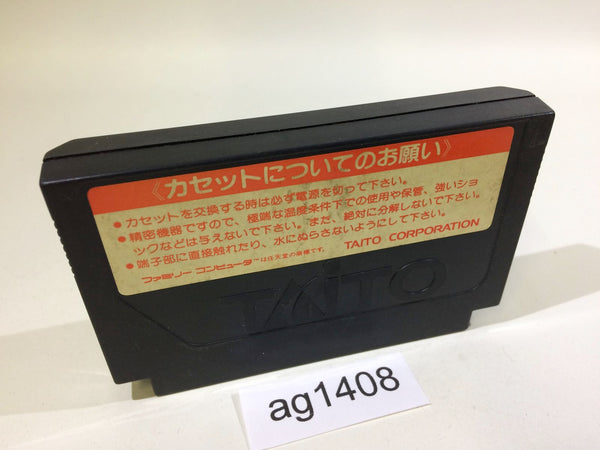 《カセットについてのお願い》
● カセットを交換する時は必ず電源を切って下さい。
● 精密機器ですので、極端な温度条件下での使用や保管、強いショ
ックなどは与えないで下さい。また、絶対に分解しないで下さい。
● 端子部に直接触れたり、水にぬらさないようにして下さい。
ファミリー コンピューターは任天堂の商標です。 TAITO CORPORATION
TAITO
ag1408